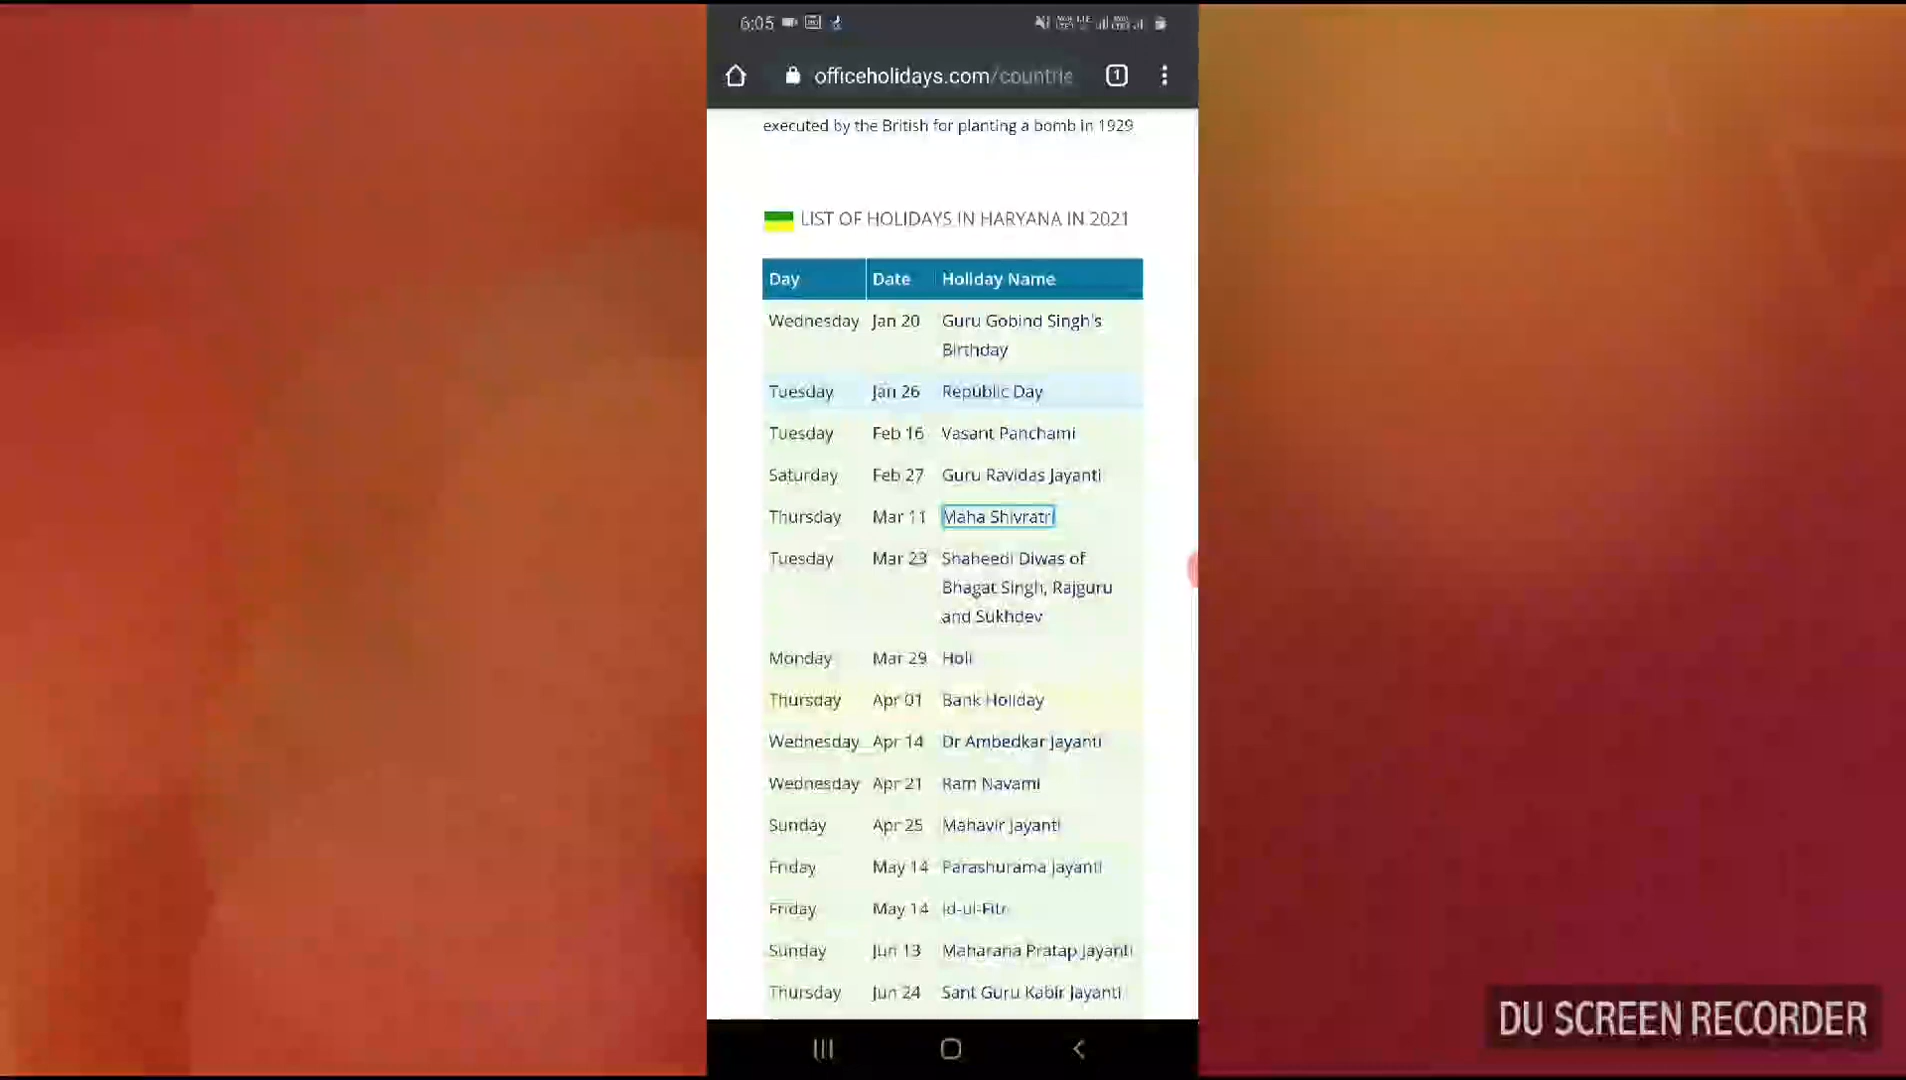 6:05
officeholidays.com/countrie
1
executed by the British for planting a bomb in 1929
LIST OF HOLIDAYS IN HARYANA IN 2021
Day Date Holiday Name
Wednesday Jan 20 Guru Gobind Singh's
Birthday
Tuesday Jan 26 Republic Day
Tuesday Feb 16 Vasant Panchami
Saturday Feb 27 Guru Ravidas Jayanti
Thursday Mar 11 Maha Shivratri
Tuesday Mar 23 Shaheedi Diwas of
Bhagat Singh, Rajguru
and Sukhdev
Monday Mar 29 Holi
Thursday Apr 01 Bank Holiday
Wednesday Apr 14 Dr Ambedkar Jayanti
Wednesday Apr 21 Ram Navami
Sunday Apr 25 Mahavir Jayanti
Friday May 14 Parashurama Jayanti
Friday May 14 Id-ul-Fitr
Sunday Jun 13 Maharana Pratap Jayanti
Thursday Jun 24 Sant Guru Kabir Jayanti
DU SCREEN RECORDER